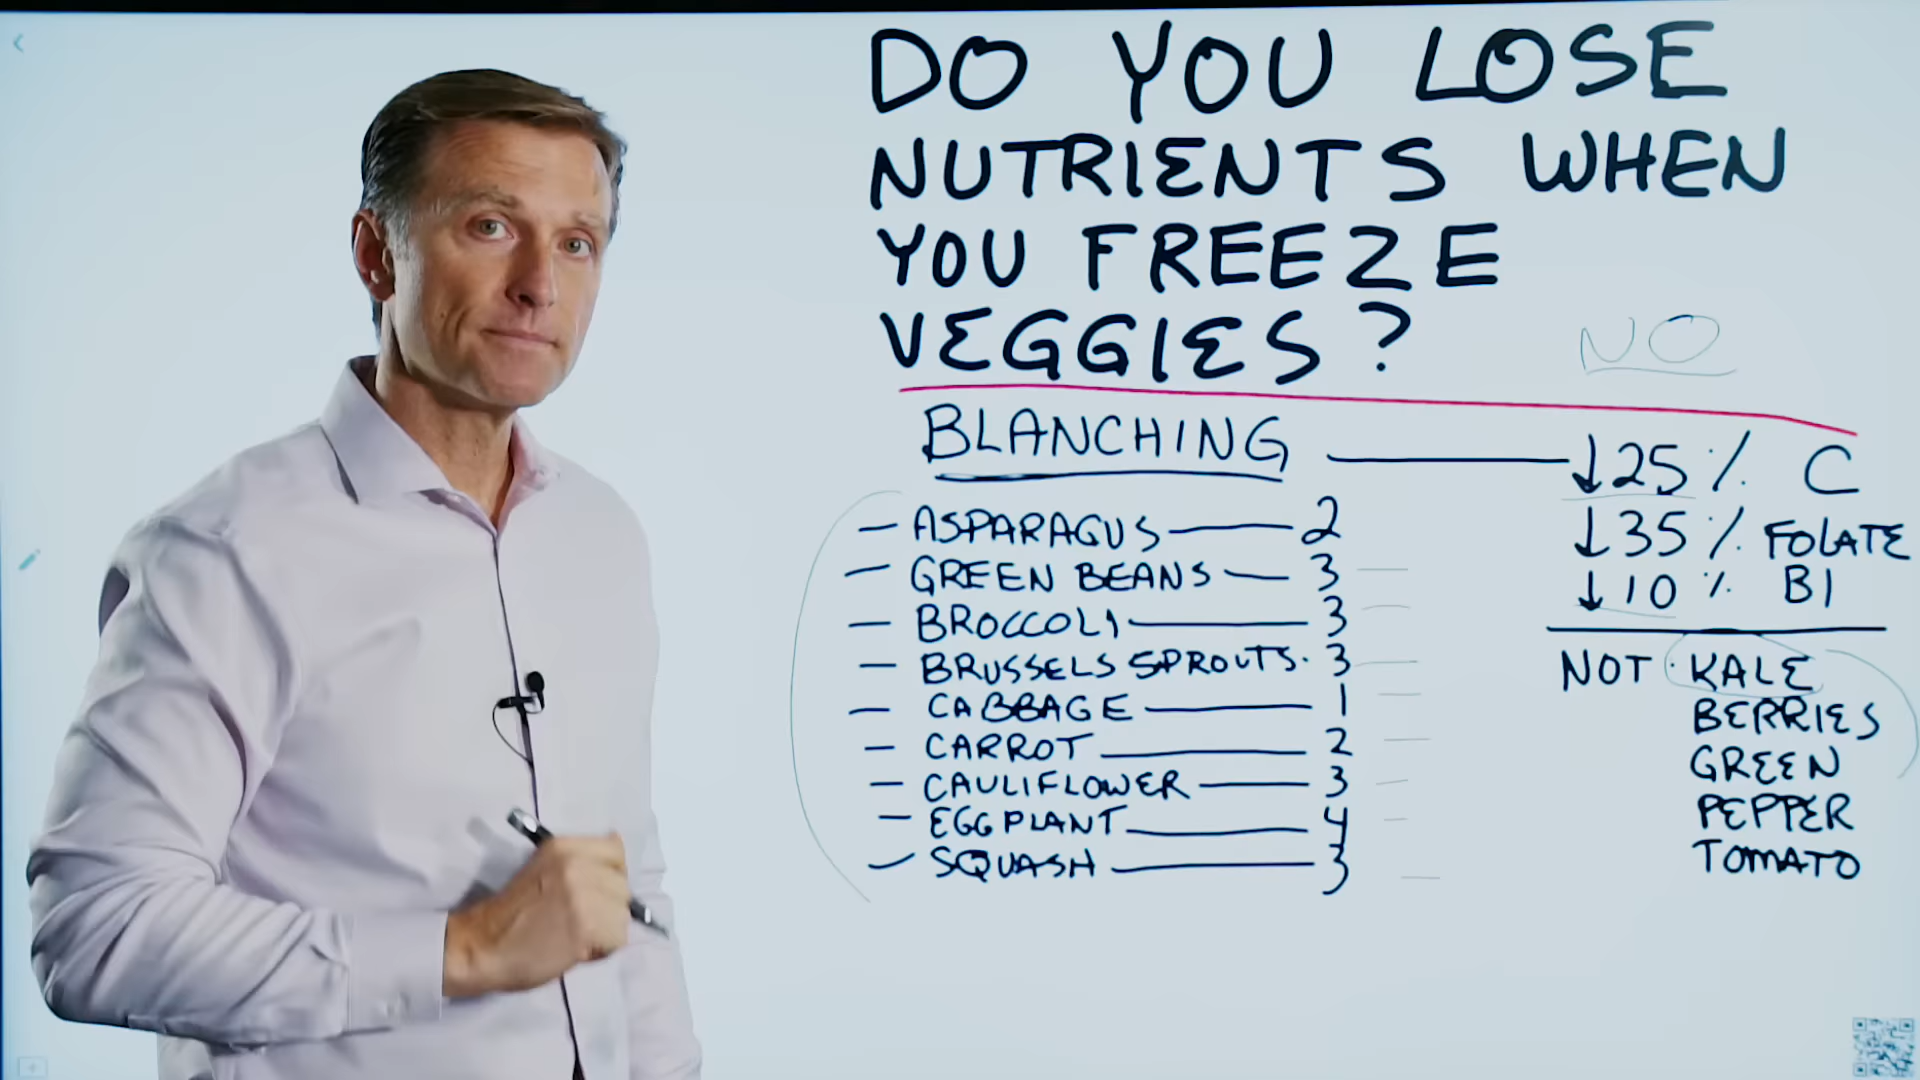 DO YOU LOSE
NUTRIENTS WHEN
YOU FREEZE
VEGGIES?
NO
BLANCHING
ASPARAGUS 2
GREEN BEANS 3
BROCCOLI 3
BRUSSELS SPROUTS 3
CABBAGE 1
CARROT 2
CAULIFLOWER 3
EGGPLANT 4
SQUASH 3
↓ 25 % C
↓ 35 % FOLATE
↓ 10 % B1
NOT KALE
BERRIES
GREEN
PEPPER
TOMATO